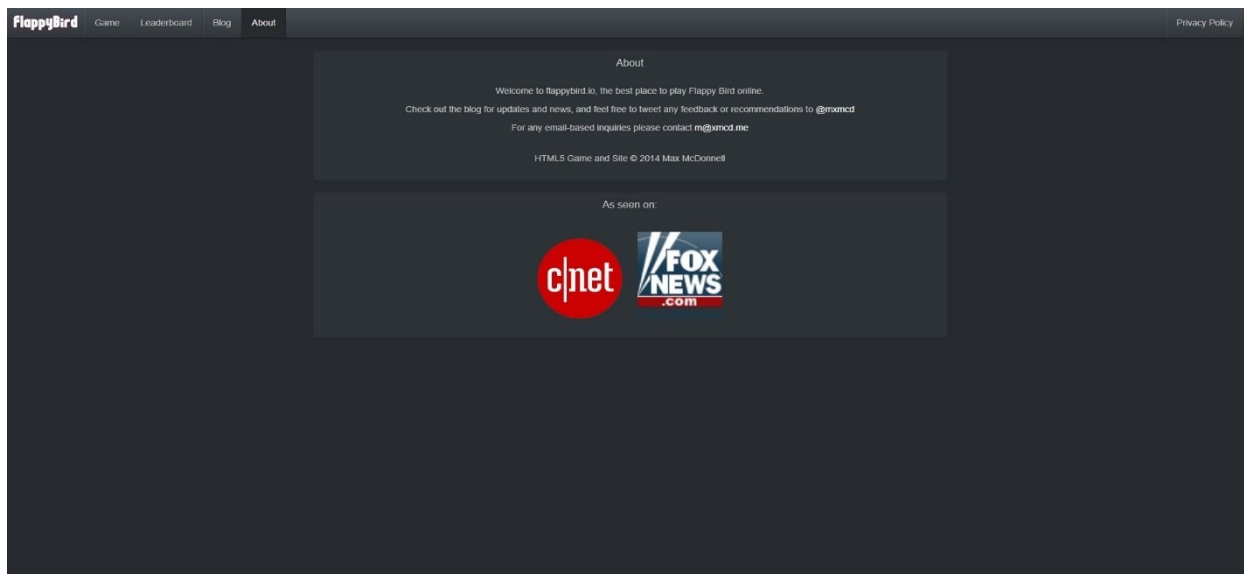 FlappyBird Game Leaderboard Blog About Privacy Policy
About
Welcome to flappybird.io, the best place to play Flappy Bird online.
Check out the blog for updates and news, and feel free to tweet any feedback or recommendations to @mxmcd
For any email-based inquiries please contact m@xmcd.me
HTML5 Game and Site © 2014 Max McDonnell
As seen on:
c|net
FOX
NEWS
.com